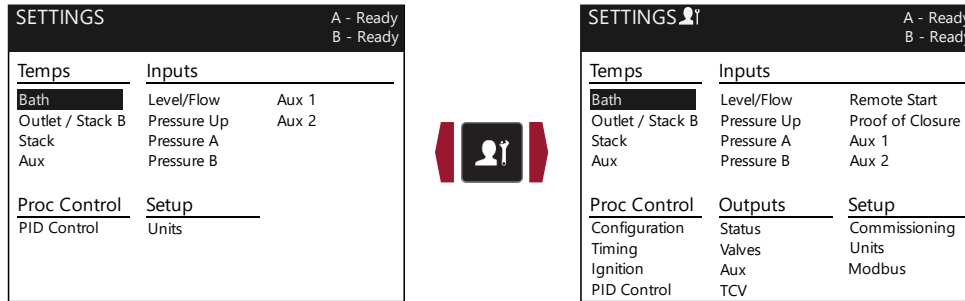 SETTINGS
A - Ready
B - Ready
Temps Inputs
Bath Level/Flow Aux 1
Outlet / Stack B Pressure Up Aux 2
Stack Pressure A
Aux Pressure B
Proc Control Setup
PID Control Units
SETTINGS
A - Ready
B - Ready
Temps Inputs
Bath Level/Flow Remote Start
Outlet / Stack B Pressure Up Proof of Closure
Stack Pressure A Aux 1
Aux Pressure B Aux 2
Proc Control Outputs Setup
Configuration Status Commissioning
Timing Valves Units
Ignition Aux Modbus
PID Control TCV